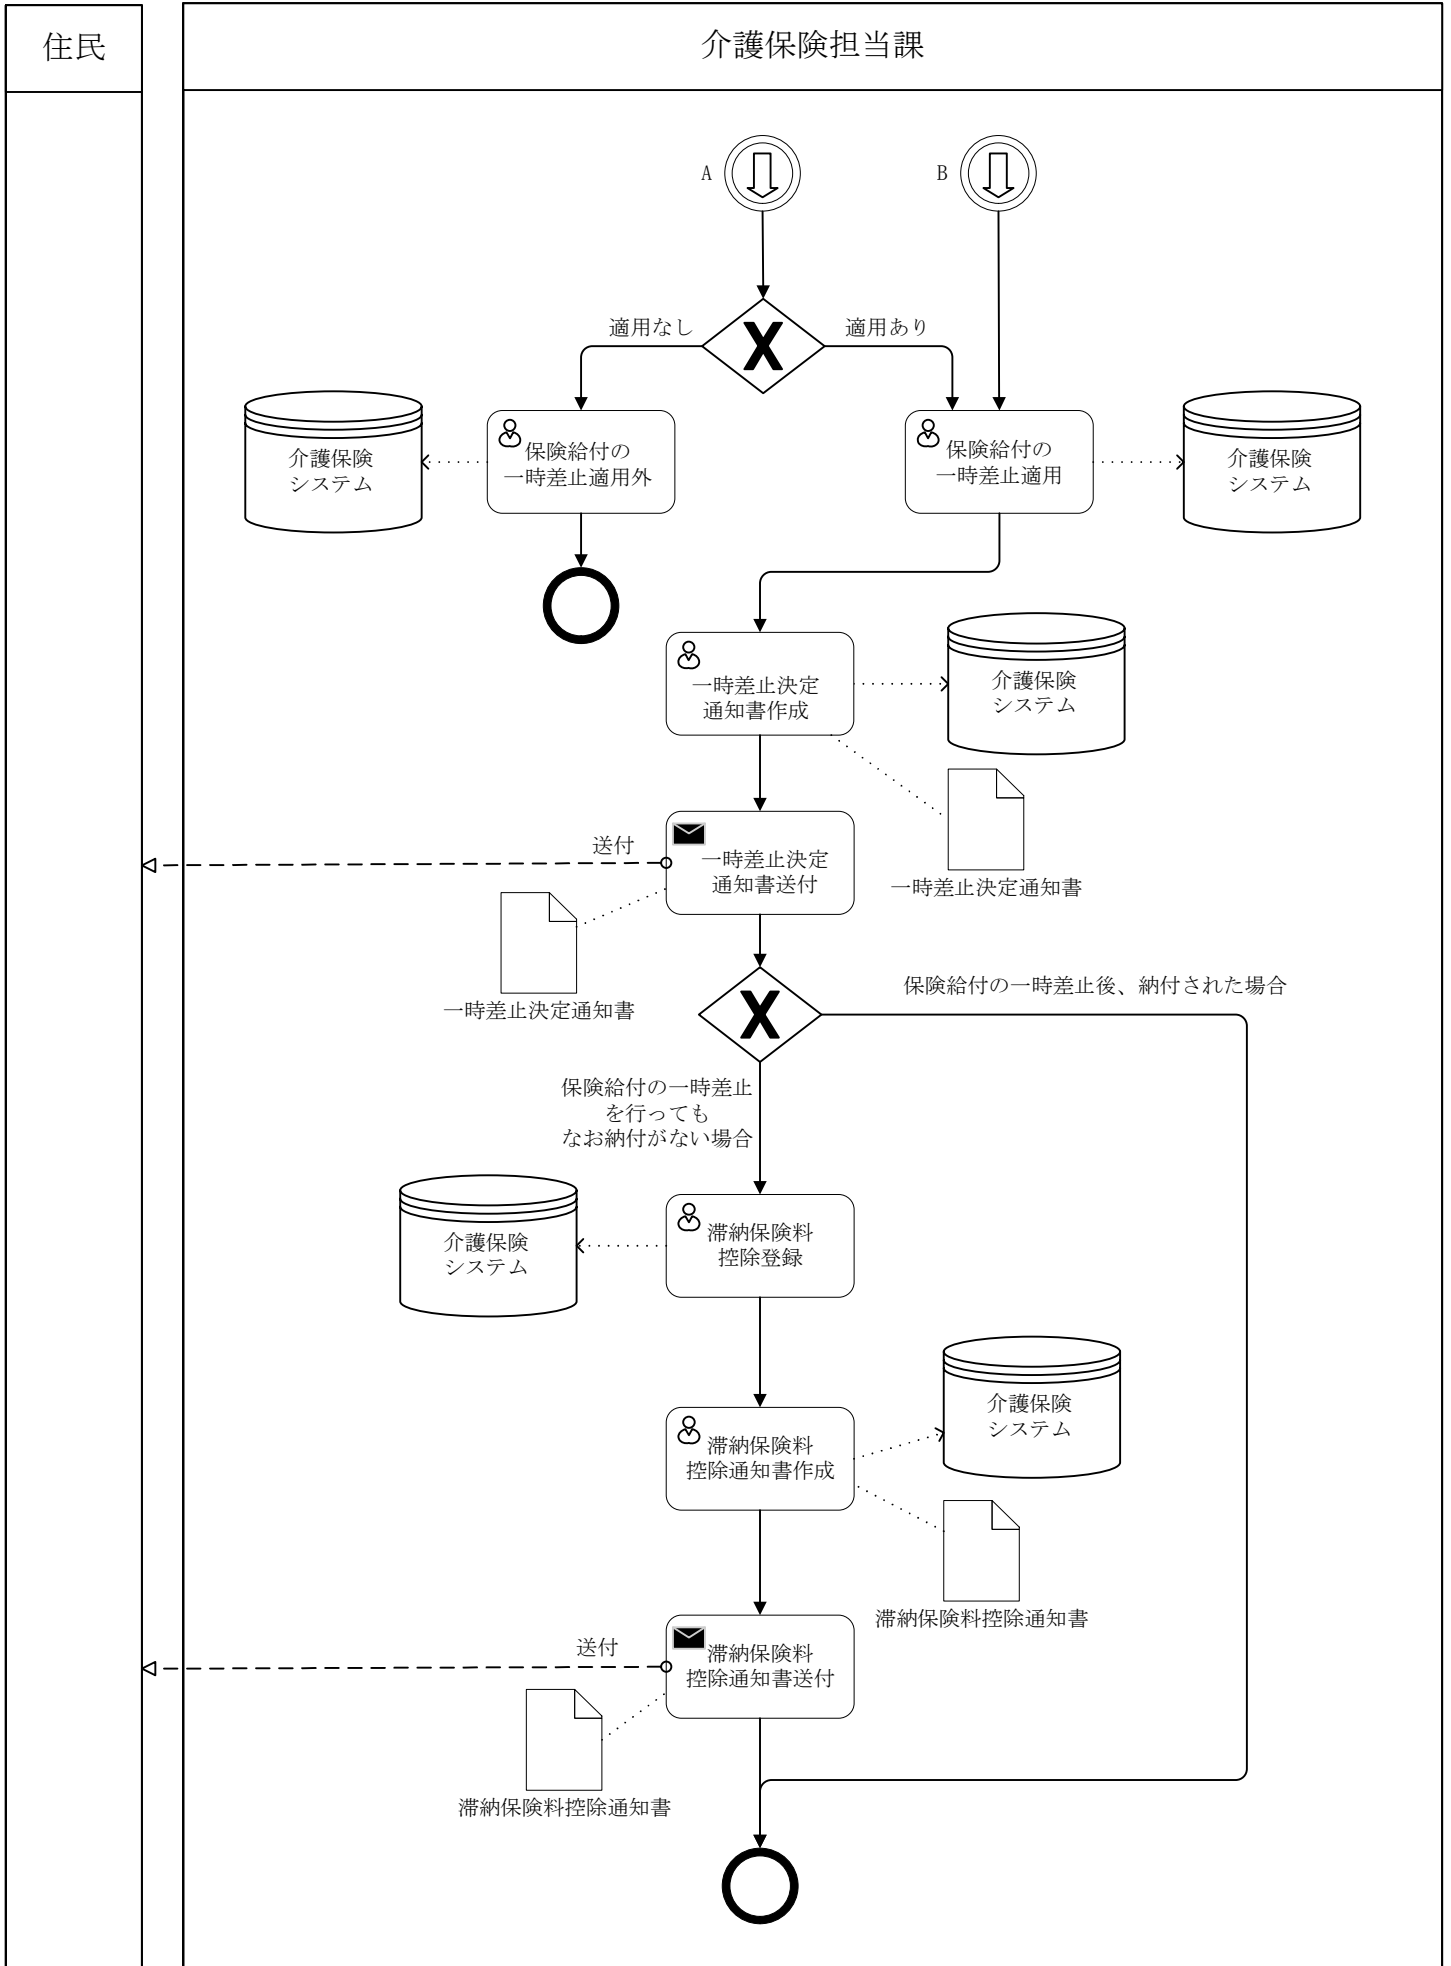 住民
介護保険担当課
A
B
適用なし
適用あり
介護保険
システム
保険給付の
一時差止適用外
保険給付の
一時差止適用
介護保険
システム
一時差止決定
通知書作成
介護保険
システム
送付
一時差止決定
通知書送付
一時差止決定通知書
一時差止決定通知書
保険給付の一時差止後、納付された場合
保険給付の一時差止
を行っても
なお納付がない場合
介護保険
システム
滞納保険料
控除登録
介護保険
システム
滞納保険料
控除通知書作成
滞納保険料控除通知書
送付
滞納保険料
控除通知書送付
滞納保険料控除通知書